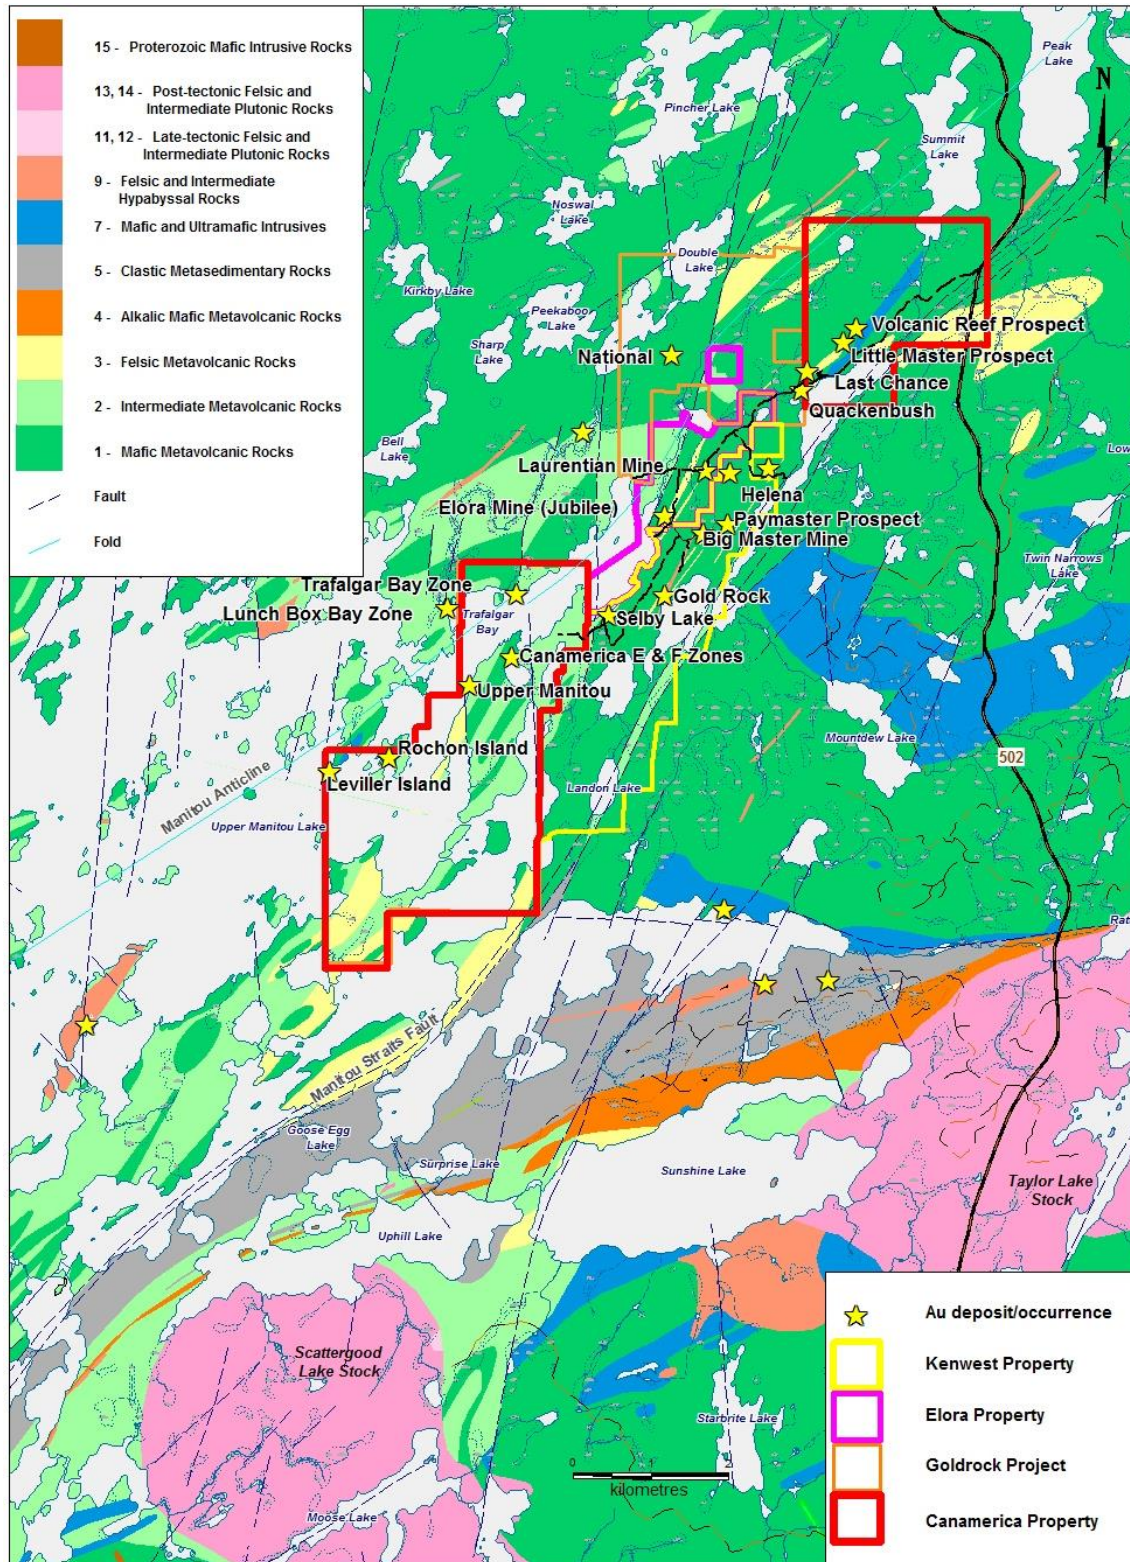 15 - Proterozoic Mafic Intrusive Rocks
13, 14 - Post-tectonic Felsic and
Intermediate Plutonic Rocks
11, 12 - Late-tectonic Felsic and
Intermediate Plutonic Rocks
9 - Felsic and Intermediate
Hypabyssal Rocks
7 - Mafic and Ultramafic Intrusives
5 - Clastic Metasedimentary Rocks
4 - Alkalic Mafic Metavolcanic Rocks
3 - Felsic Metavolcanic Rocks
2 - Intermediate Metavolcanic Rocks
1 - Mafic Metavolcanic Rocks
Fault
Fold
Peak
Lake
N
Pincher Lake
Summit
Lake
Noswal
Lake
Double
Lake
Kirkby Lake
Peekaboo
Lake
Sharp
Lake
Volcanic Reef Prospect
National
Little Master Prospect
Last Chance
Quackenbush
Bell
Lake
Low
Laurentian Mine
Helena
Elora Mine (Jubilee)
Paymaster Prospect
Big Master Mine
Twin Narrows
Lake
Trafalgar Bay Zone
Gold Rock
Lunch Box Bay Zone
Trafalgar
Bay
Selby Lake
Canamerica E & F Zones
Upper Manitou
Mountdew Lake
Rochon Island
502
Leviller Island
Landon Lake
Manitou Anticline
Upper Manitou Lake
Rat
Manitou Straits Fault
Goose Egg
Lake
Surprise Lake
Sunshine Lake
Taylor Lake
Stock
Uphill Lake
Scattergood
Lake Stock
Starbrite Lake
0 1
kilometres
Moose Lake
Au deposit/occurrence
Kenwest Property
Elora Property
Goldrock Project
Canamerica Property